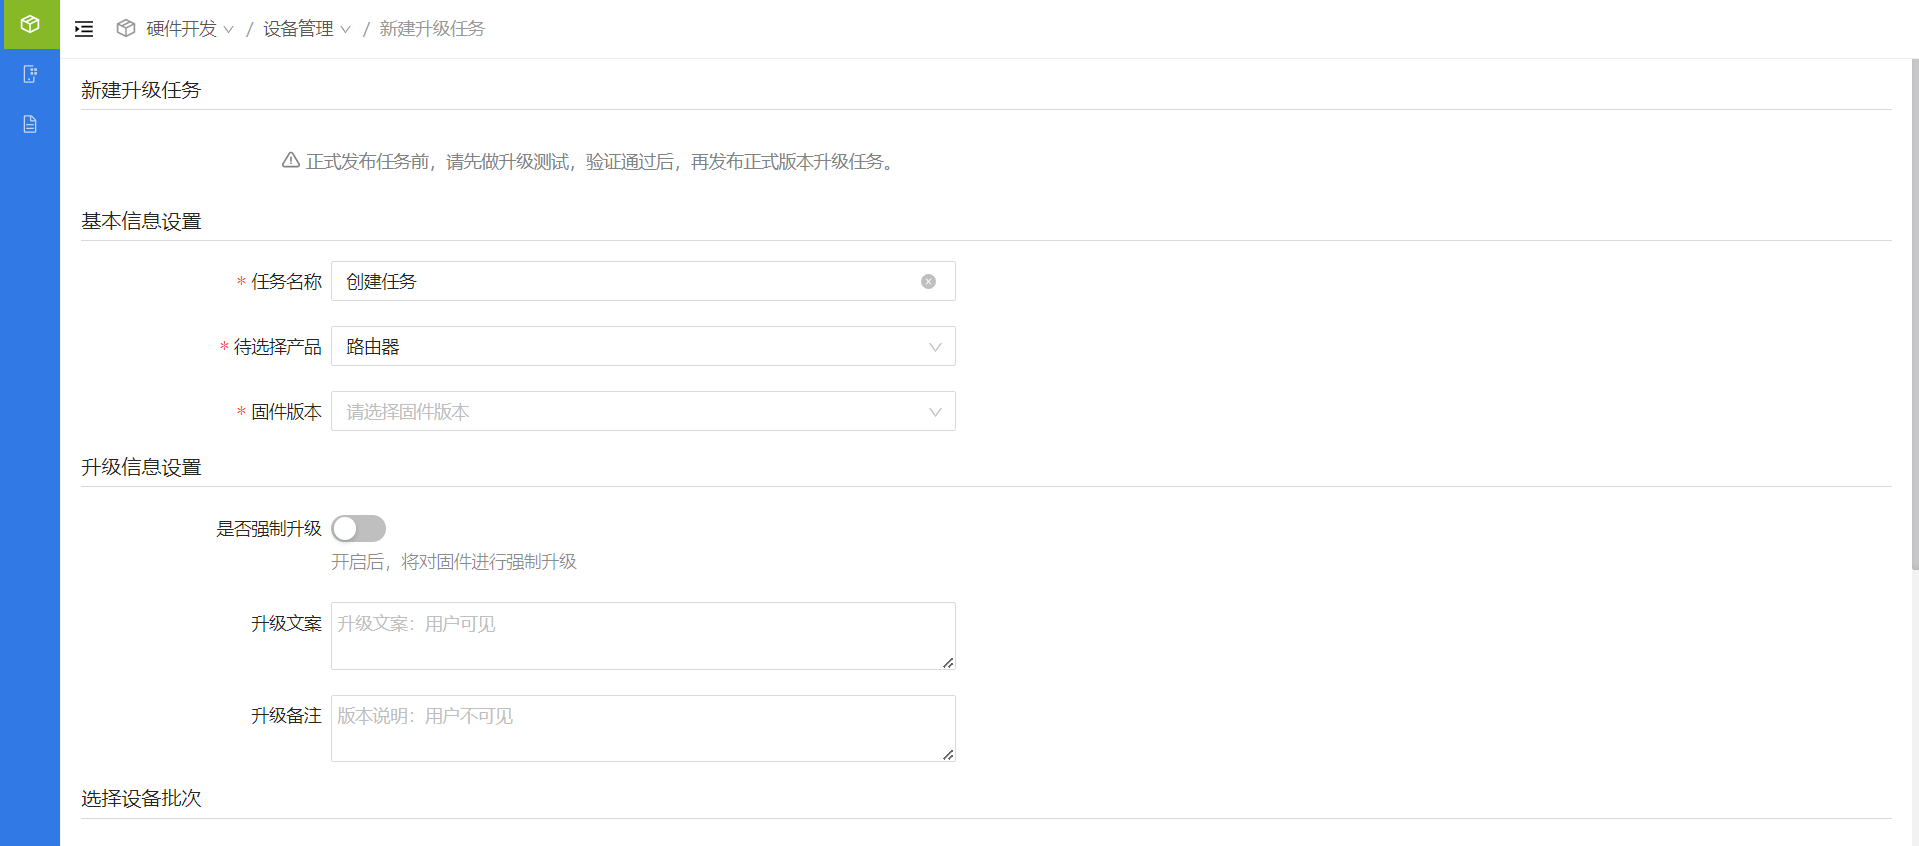 硬件开发 / 设备管理 / 新建升级任务
新建升级任务
正式发布任务前，请先做升级测试，验证通过后，再发布正式版本升级任务。
基本信息设置
* 任务名称 创建任务
* 待选择产品 路由器
* 固件版本 请选择固件版本
升级信息设置
是否强制升级
开启后，将对固件进行强制升级
升级文案 升级文案：用户可见
升级备注 版本说明：用户不可见
选择设备批次